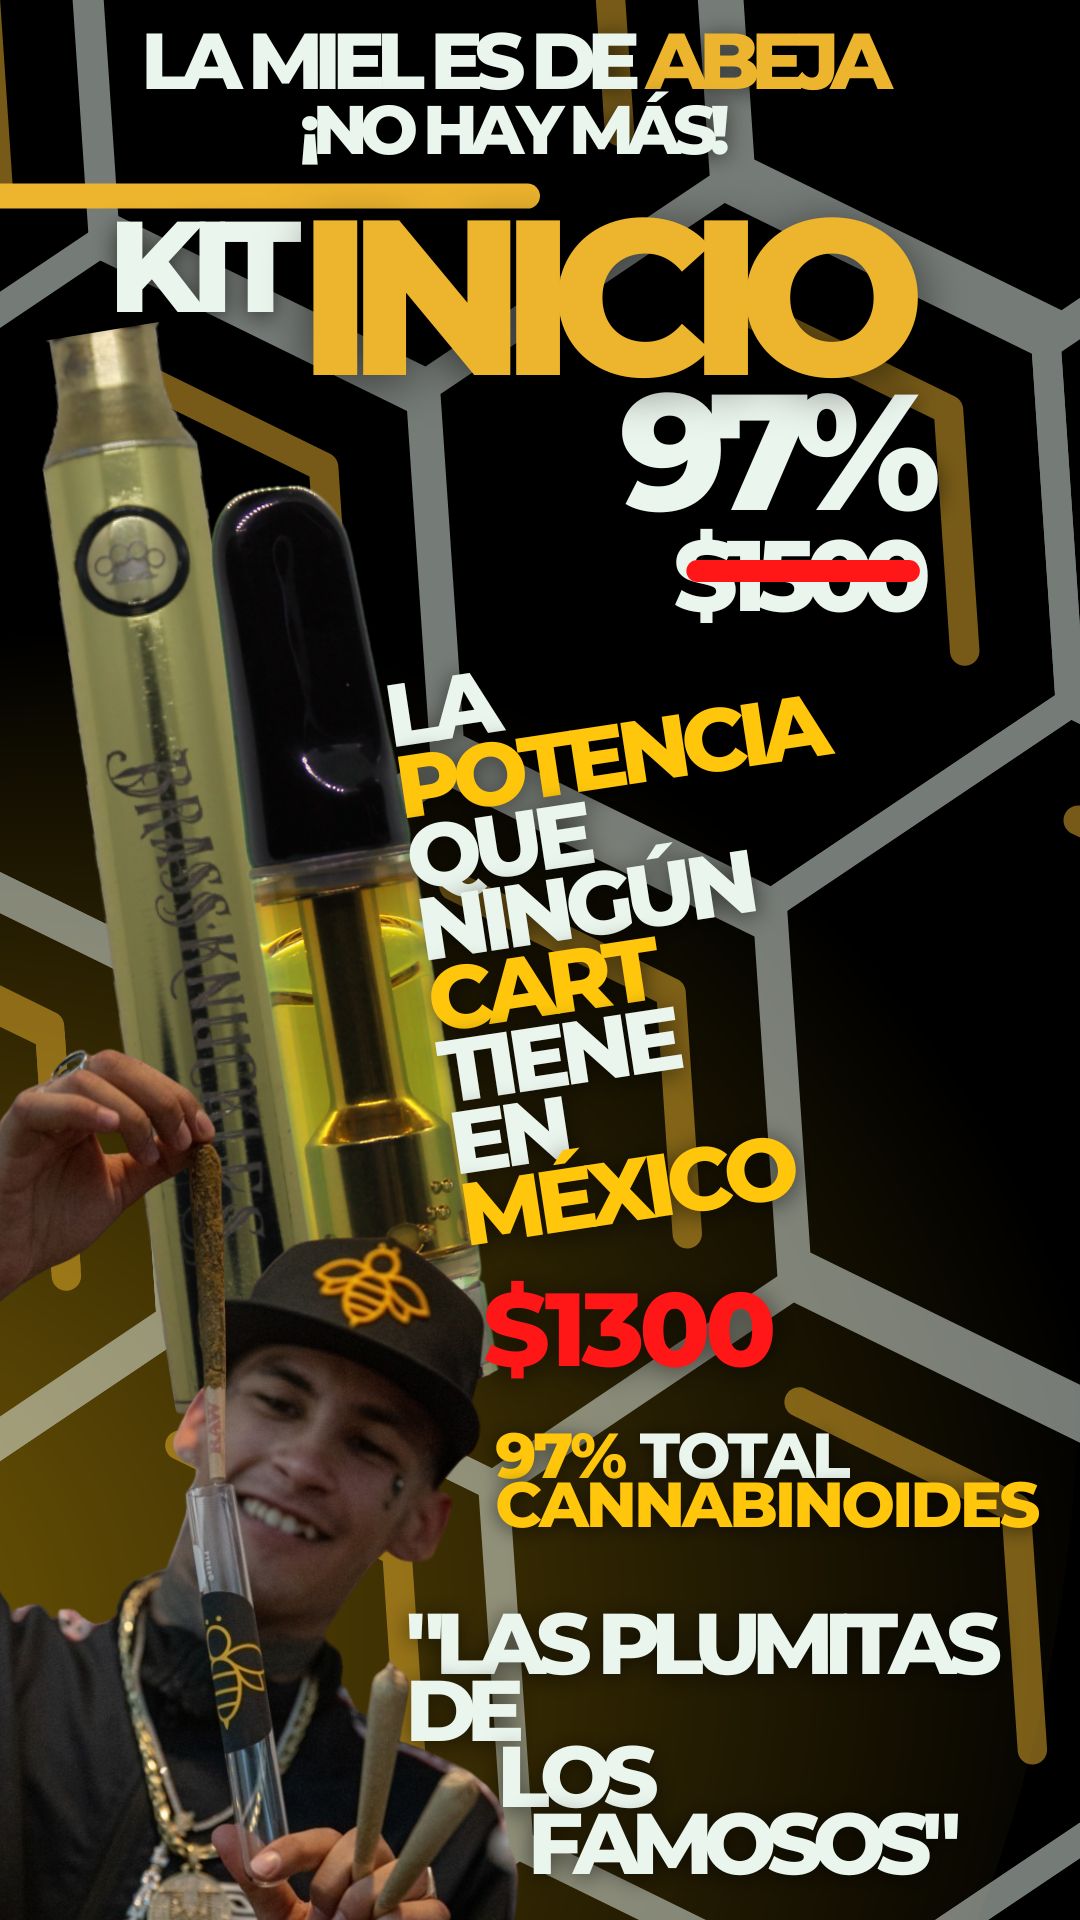 LA MIEL ES DE ABEJA
¡NO HAY MÁS!
KIT INICIO
97%
$1500
LA
POTENCIA
QUE
NINGÚN
CART
TIENE
EN
MÉXICO
$1300
97% TOTAL
CANNABINOIDES
"LAS PLUMITAS
DE
LOS
FAMOSOS"
BRASS·KNUCKLES
RAW